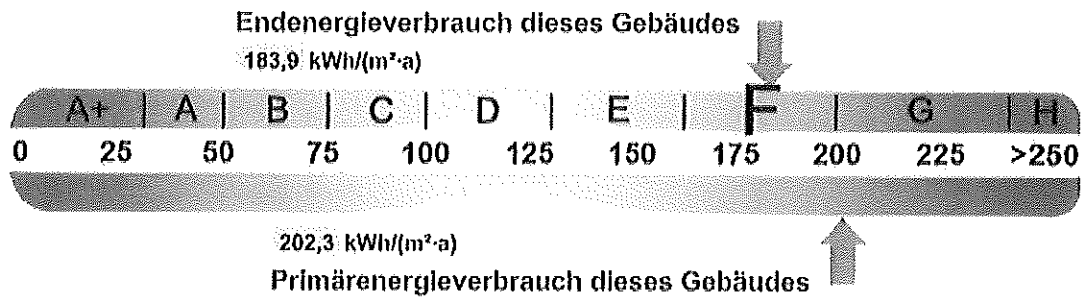 Endenergieverbrauch dieses Gebäudes
183,9 kWh/(m²·a)
A+ | A | B | C | D | E | F | G | H
0 25 50 75 100 125 150 175 200 225 >250
202,3 kWh/(m²·a)
Primärenergieverbrauch dieses Gebäudes